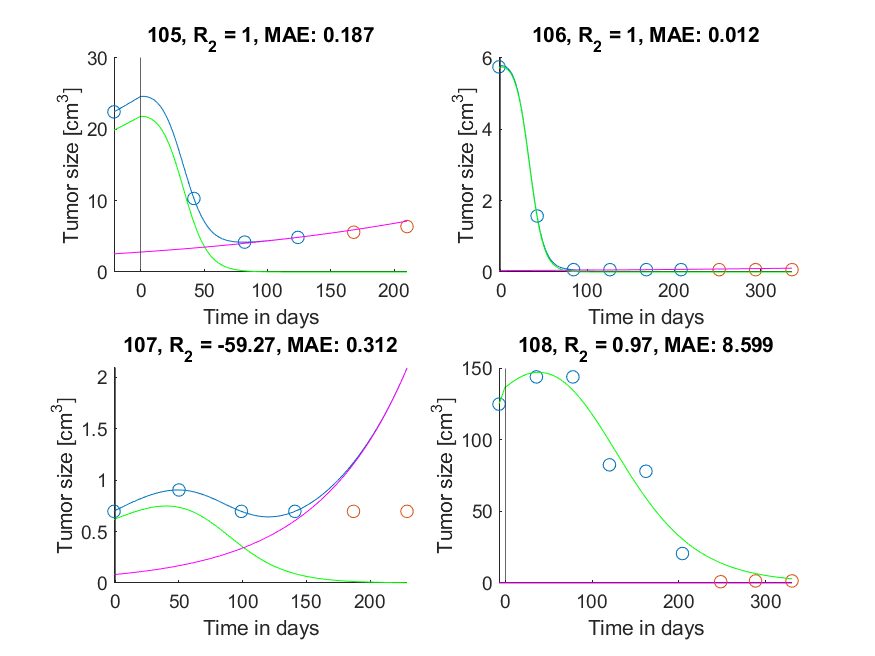 105, R2 = 1, MAE: 0.187
30
20
10
0
Tumor size [cm3]
0 50 100 150 200
Time in days
106, R2 = 1, MAE: 0.012
6
4
2
0
Tumor size [cm3]
0 100 200 300
Time in days
107, R2 = -59.27, MAE: 0.312
2
1.5
1
0.5
0
Tumor size [cm3]
0 50 100 150 200
Time in days
108, R2 = 0.97, MAE: 8.599
150
100
50
0
Tumor size [cm3]
0 100 200 300
Time in days